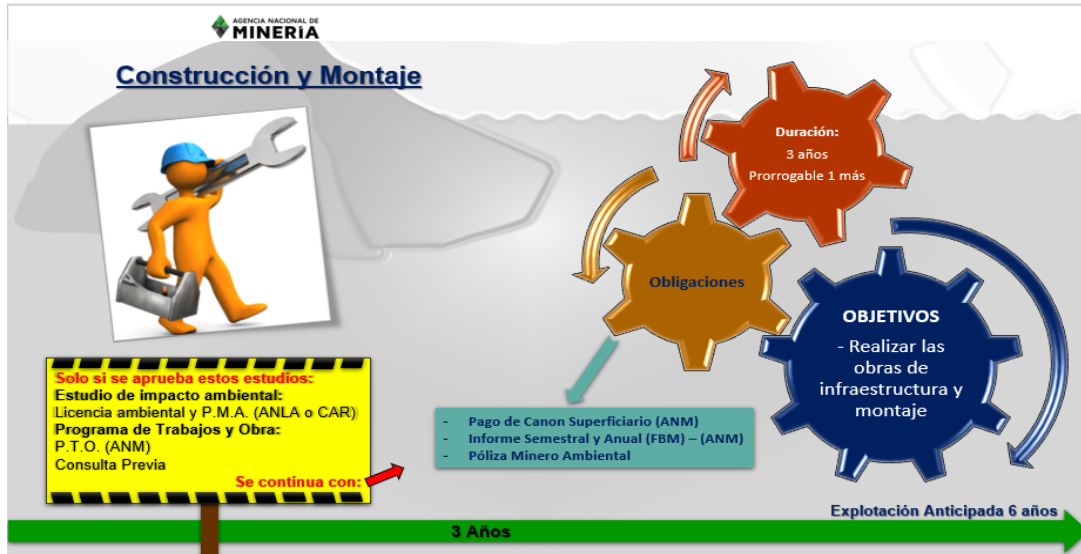 AGENCIA NACIONAL DE
MINERÍA
Construcción y Montaje
Duración:
3 años
Prorrogable 1 más
Obligaciones
OBJETIVOS
- Realizar las
obras de
infraestructura y
montaje
Solo si se aprueba estos estudios:
Estudio de impacto ambiental:
Licencia ambiental y P.M.A. (ANLA o CAR)
Programa de Trabajos y Obra:
P.T.O. (ANM)
Consulta Previa
Se continua con:
- Pago de Canon Superficiario (ANM)
- Informe Semestral y Anual (FBM) – (ANM)
- Póliza Minero Ambiental
Explotación Anticipada 6 años
3 Años